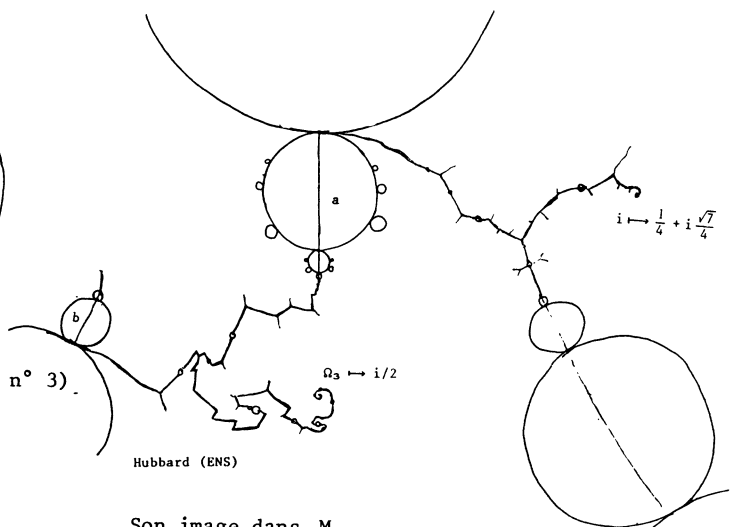 a
i ⟼ 1/4 + i √7/4
b
n° 3)
Ω₃ ⟼ i/2
Hubbard (ENS)
Son image dans M